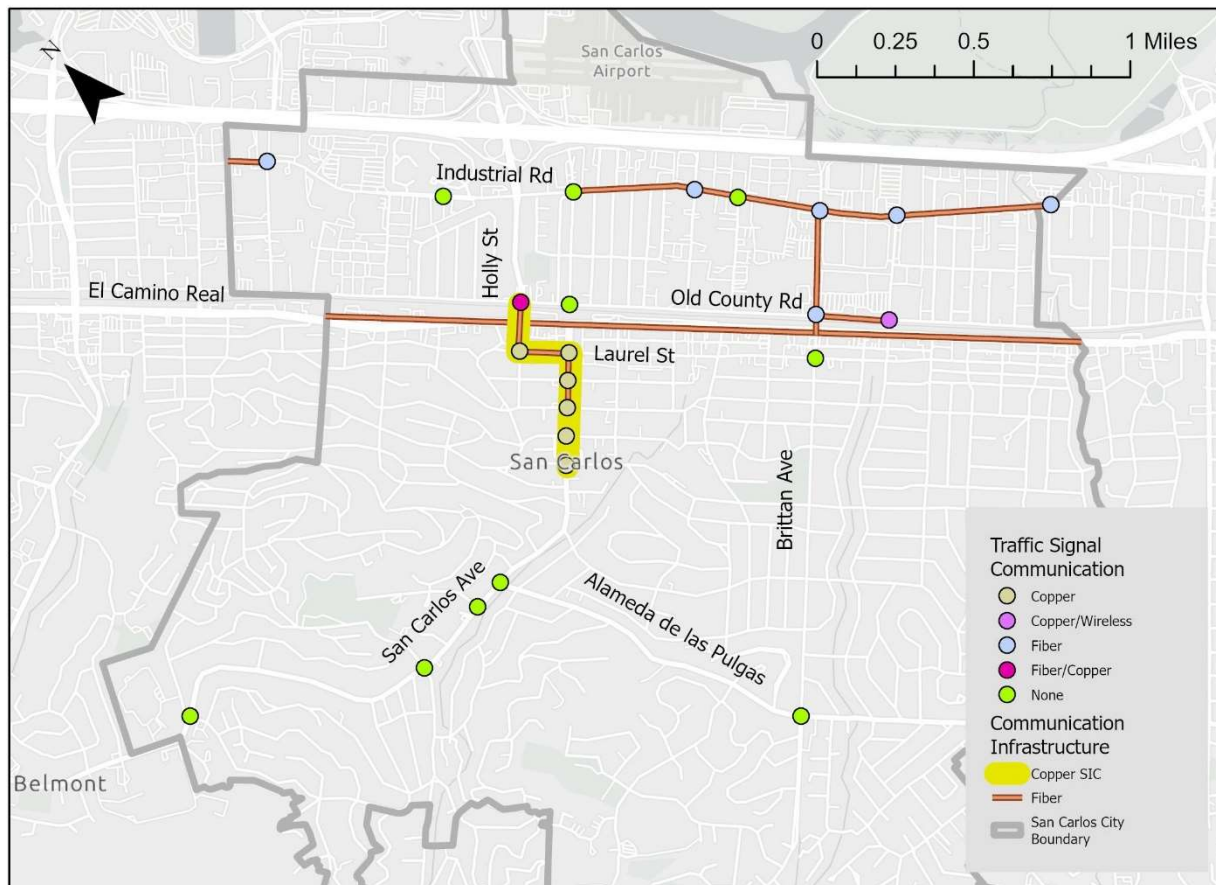 N
San Carlos
Airport
0 0.25 0.5 1 Miles
Industrial Rd
Holly St
El Camino Real
Old County Rd
Laurel St
San Carlos
Brittan Ave
San Carlos Ave
Alameda de las Pulgas
Belmont
Traffic Signal
Communication
Copper
Copper/Wireless
Fiber
Fiber/Copper
None
Communication
Infrastructure
Copper SIC
Fiber
San Carlos City
Boundary